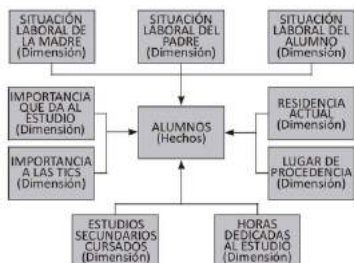 SITUACIÓN
LABORAL DE
LA MADRE
(Dimensión)
SITUACIÓN
LABORAL DEL
PADRE
(Dimensión)
SITUACIÓN
LABORAL DEL
ALUMNO
(Dimensión)
IMPORTANCIA
QUE DA AL
ESTUDIO
(Dimensión)
ALUMNOS
(Hechos)
RESIDENCIA
ACTUAL
(Dimensión)
IMPORTANCIA
A LAS TICS
(Dimensión)
LUGAR DE
PROCEDENCIA
(Dimensión)
ESTUDIOS
SECUNDARIOS
CURSADOS
(Dimensión)
HORAS
DEDICADAS
AL ESTUDIO
(Dimensión)